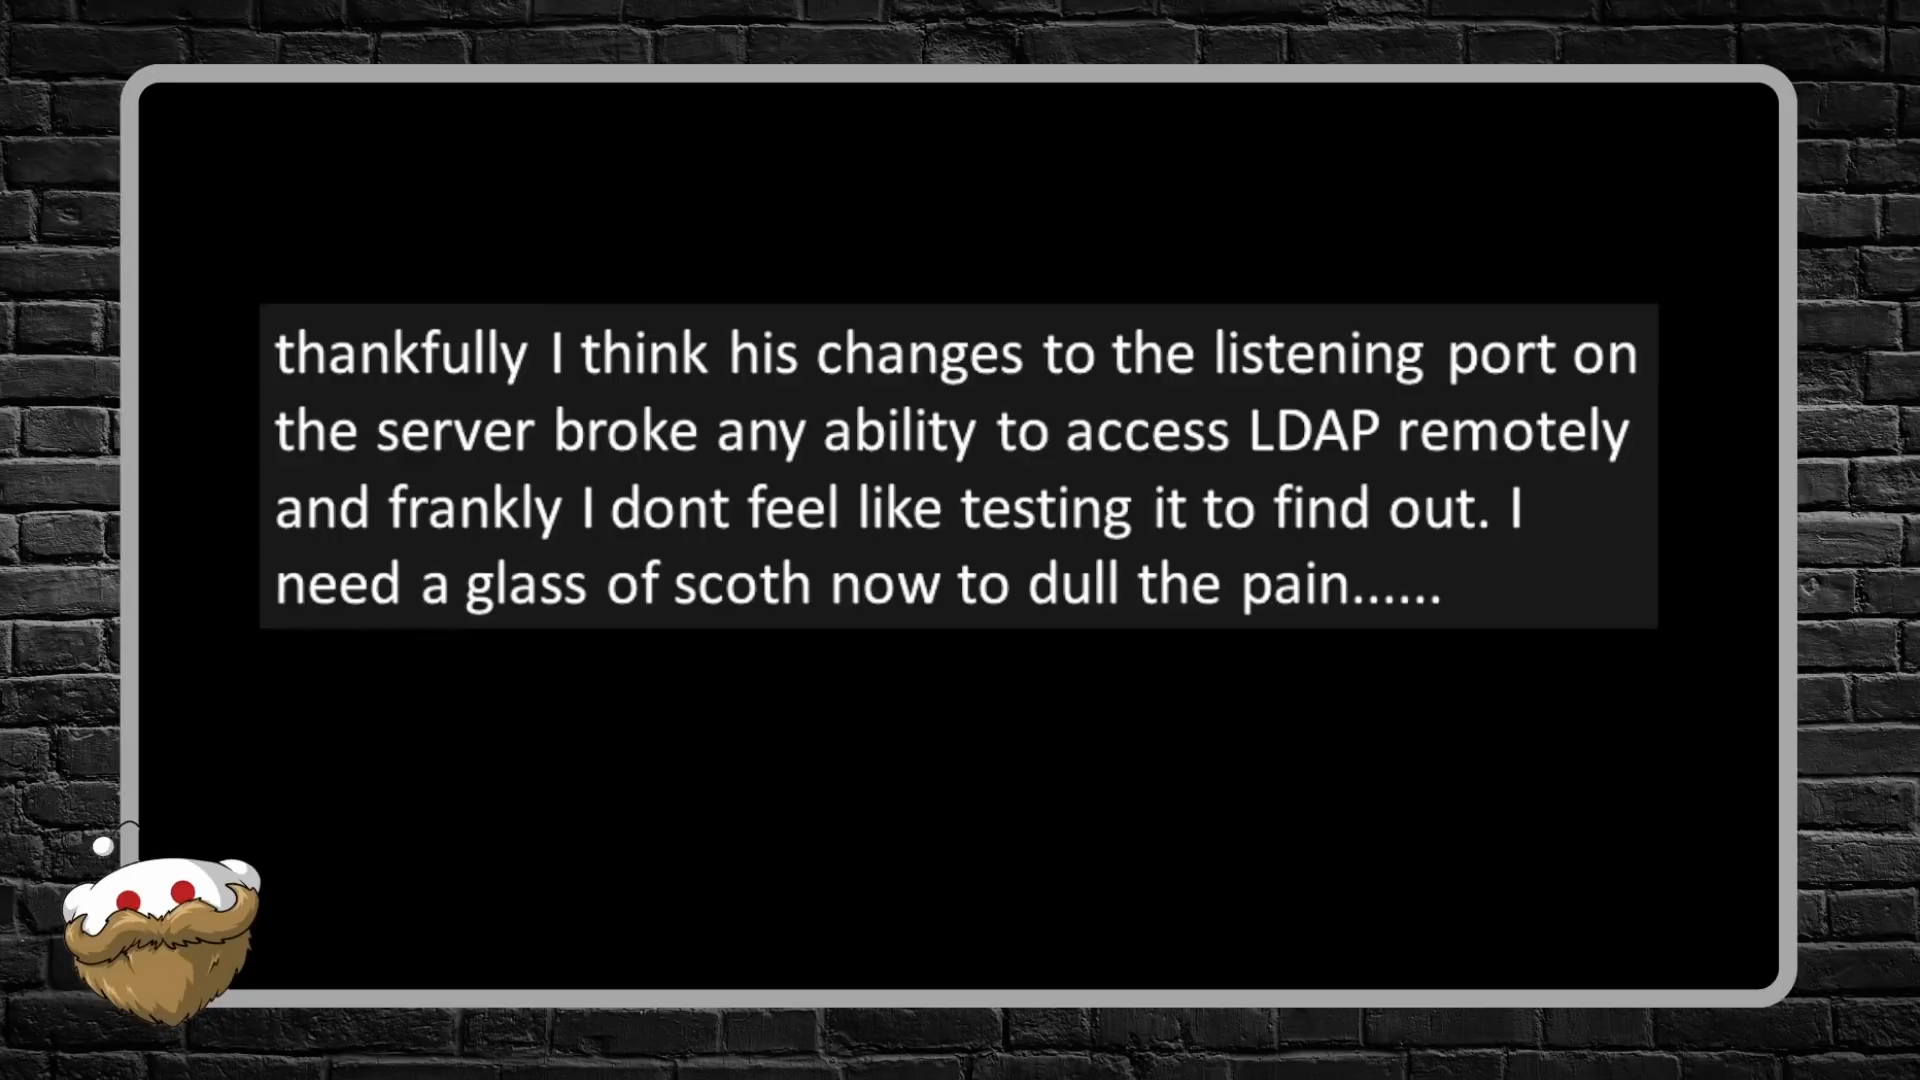 thankfully I think his changes to the listening port on
the server broke any ability to access LDAP remotely
and frankly I dont feel like testing it to find out. I
need a glass of scoth now to dull the pain......